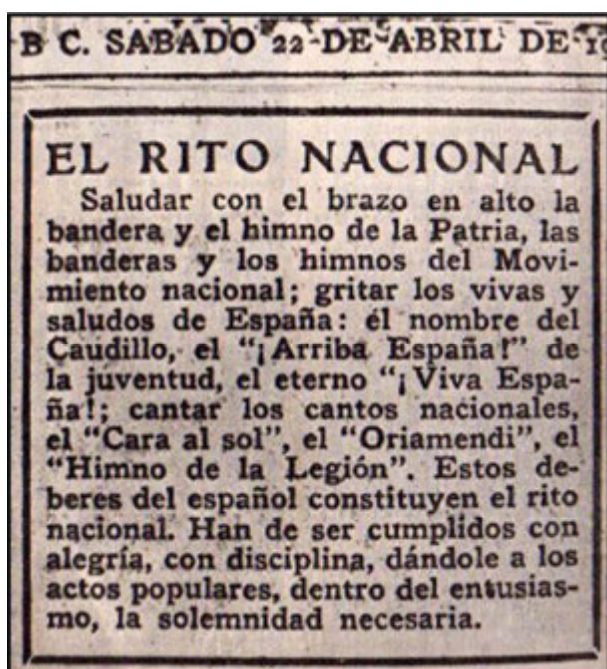 B C. SABADO 22 DE ABRIL DE
EL RITO NACIONAL
Saludar con el brazo en alto la
bandera y el himno de la Patria, las
banderas y los himnos del Movi-
miento nacional; gritar los vivas y
saludos de España: él nombre del
Caudillo, el "¡Arriba España!" de
la juventud, el eterno "¡Viva Espa-
ña!; cantar los cantos nacionales,
el "Cara al sol", el "Oriamendi", el
"Himno de la Legión". Estos de-
beres del español constituyen el rito
nacional. Han de ser cumplidos con
alegría, con disciplina, dándole a los
actos populares, dentro del entusias-
mo, la solemnidad necesaria.